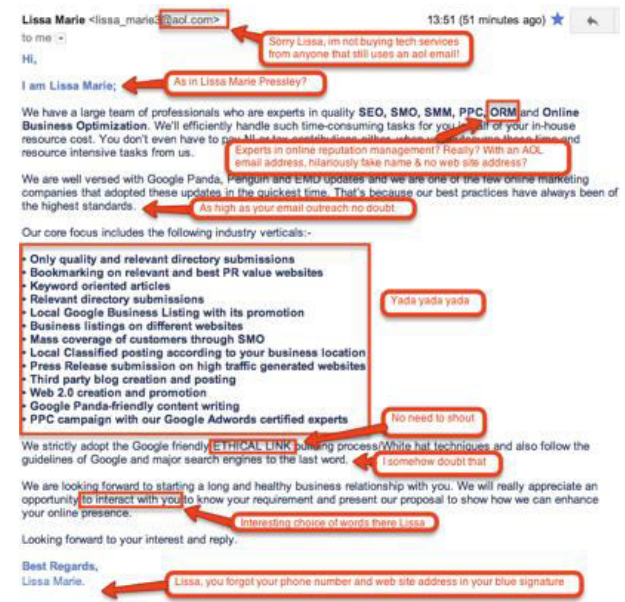 Lissa Marie <lissa_marie3@aol.com> 13:51 (51 minutes ago)
to me
Sorry Lissa, im not buying tech services
from anyone that still uses an aol email!
Hi,
I am Lissa Marie;
As in Lissa Marie Pressley?
We have a large team of professionals who are experts in quality SEO, SMO, SMM, PPC, ORM and Online
Business Optimization. We'll efficiently handle such time-consuming tasks for you half of your in-house
resource cost. You don't even have to pay NI or tax contributions either, when you
resource intensive tasks from us.
Experts in online reputation management? Really? With an AOL
email address, hilariously fake name & no web site address?
We are well versed with Google Panda, Penguin and EMD updates and we are one of the few online marketing
companies that adopted these updates in the quickest time. That's because our best practices have always been of
the highest standards.
As high as your email outreach no doubt
Our core focus includes the following industry verticals:-
• Only quality and relevant directory submissions
• Bookmarking on relevant and best PR value websites
• Keyword oriented articles
• Relevant directory submissions
• Local Google Business Listing with its promotion
• Business listings on different websites
• Mass coverage of customers through SMO
• Local Classified posting according to your business location
• Press Release submission on high traffic generated websites
• Third party blog creation and posting
• Web 2.0 creation and promotion
• Google Panda-friendly content writing
• PPC campaign with our Google Adwords certified experts
Yada yada yada
No need to shout
We strictly adopt the Google friendly ETHICAL LINK building process/White hat techniques and also follow the
guidelines of Google and major search engines to the last word.
I somehow doubt that
We are looking forward to starting a long and healthy business relationship with you. We will really appreciate an
opportunity to interact with you to know your requirement and present our proposal to show how we can enhance
your online presence.
Interesting choice of words there Lissa
Looking forward to your interest and reply.
Best Regards,
Lissa Marie.
Lissa, you forgot your phone number and web site address in your blue signature